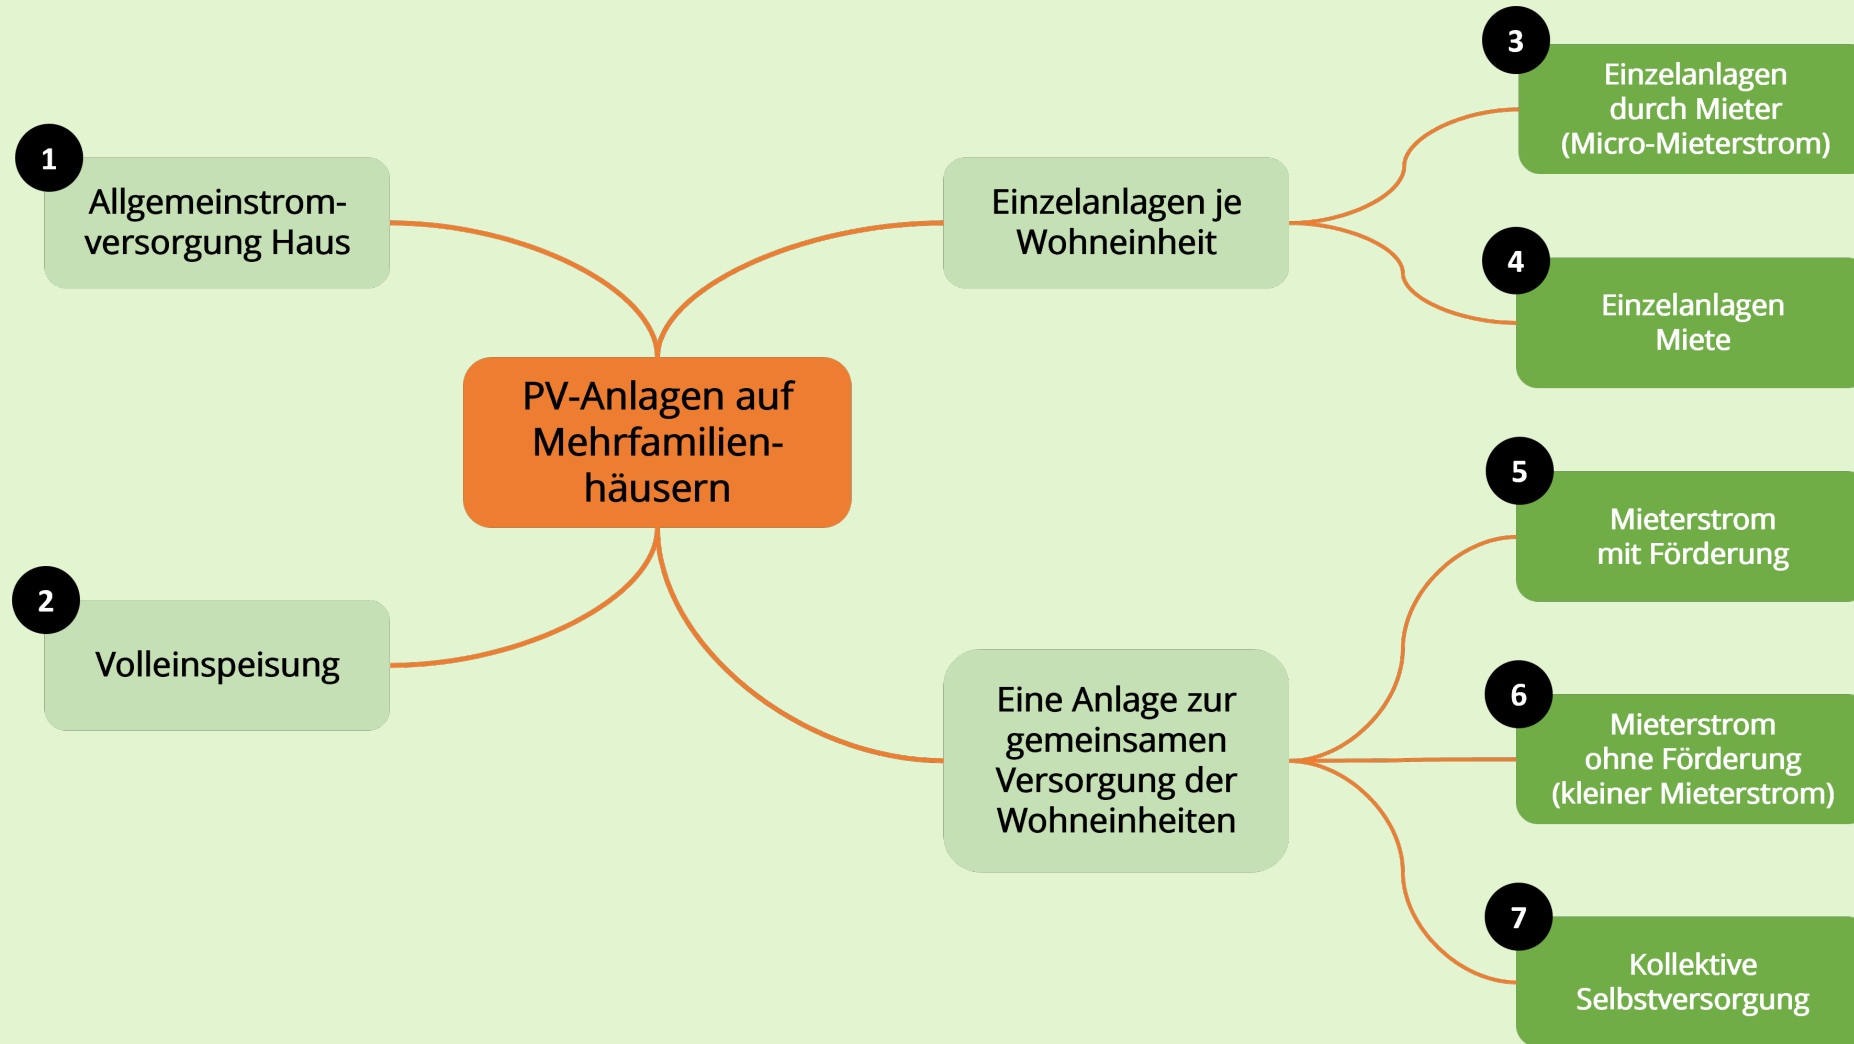 1
Allgemeinstrom-
versorgung Haus
2
Volleinspeisung
PV-Anlagen auf
Mehrfamilien-
häusern
Einzelanlagen je
Wohneinheit
3
Einzelanlagen
durch Mieter
(Micro-Mieterstrom)
4
Einzelanlagen
Miete
Eine Anlage zur
gemeinsamen
Versorgung der
Wohneinheiten
5
Mieterstrom
mit Förderung
6
Mieterstrom
ohne Förderung
(kleiner Mieterstrom)
7
Kollektive
Selbstversorgung